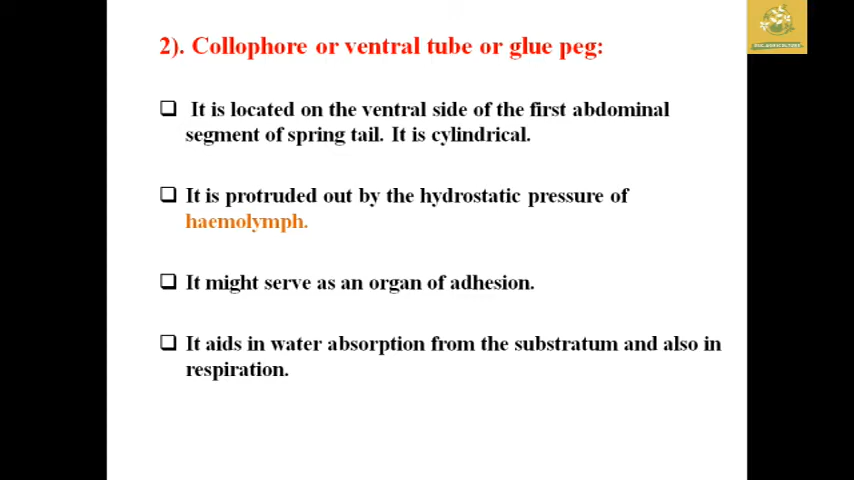 2). Collophore or ventral tube or glue peg:
It is located on the ventral side of the first abdominal
segment of spring tail. It is cylindrical.
It is protruded out by the hydrostatic pressure of
haemolymph.
It might serve as an organ of adhesion.
It aids in water absorption from the substratum and also in
respiration.